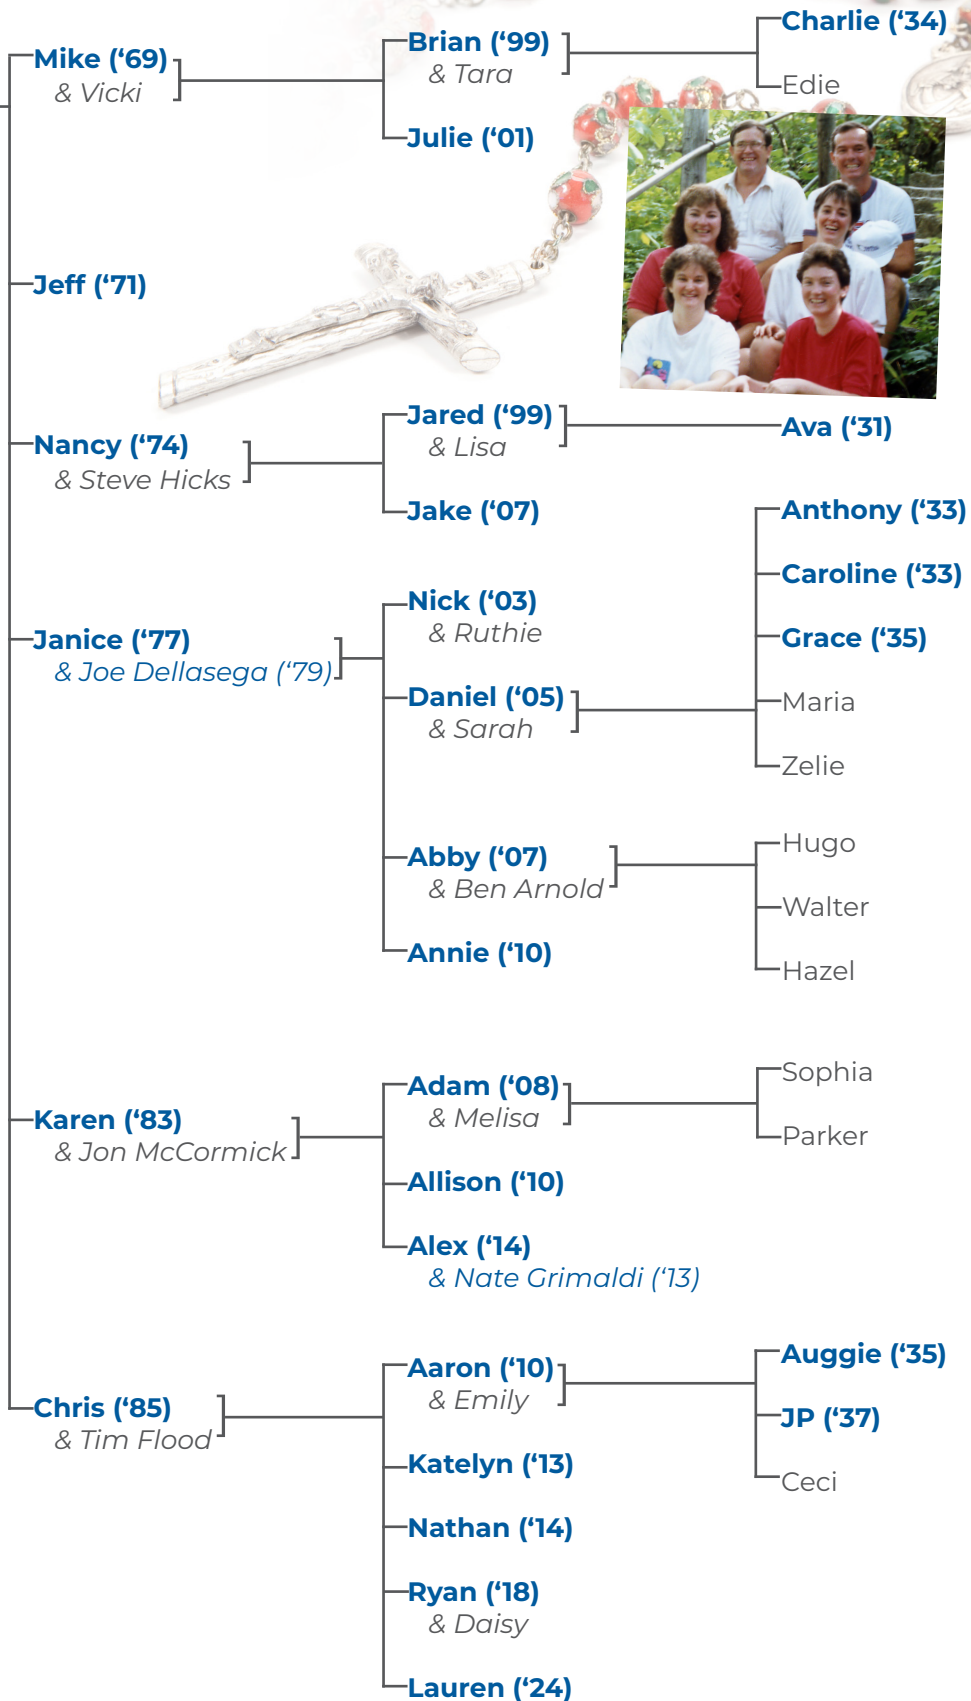 Mike (‘69)
& Vicki
Brian (‘99)
& Tara
Charlie (‘34)
Edie
Julie (‘01)
Jeff (‘71)
Nancy (‘74)
& Steve Hicks
Jared (‘99)
& Lisa
Ava (‘31)
Jake (‘07)
Janice (‘77)
& Joe Dellasega (‘79)
Nick (‘03)
& Ruthie
Daniel (‘05)
& Sarah
Anthony (‘33)
Caroline (‘33)
Grace (‘35)
Maria
Zelie
Abby (‘07)
& Ben Arnold
Hugo
Walter
Hazel
Annie (‘10)
Karen (‘83)
& Jon McCormick
Adam (‘08)
& Melisa
Sophia
Parker
Allison (‘10)
Alex (‘14)
& Nate Grimaldi (‘13)
Chris (‘85)
& Tim Flood
Aaron (‘10)
& Emily
Auggie (‘35)
JP (‘37)
Ceci
Katelyn (‘13)
Nathan (‘14)
Ryan (‘18)
& Daisy
Lauren (‘24)